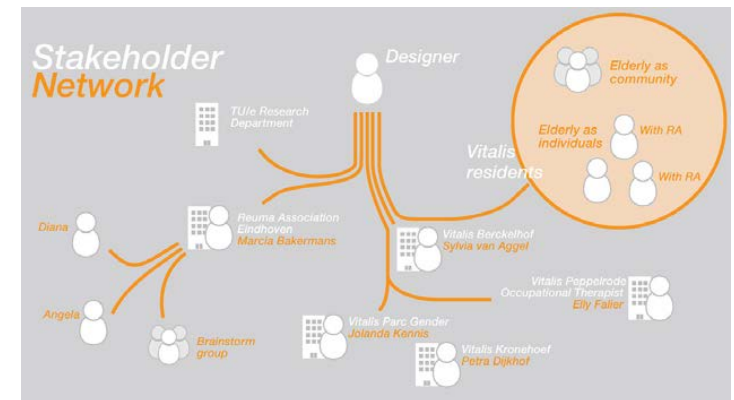 Stakeholder
Network
Designer
TU/e Research
Department
Elderly as
community
Elderly as
individuals
With RA
With RA
Vitalis
residents
Diana
Reuma Association
Eindhoven
Marcia Bakermans
Vitalis Berckelhof
Sylvia van Aggel
Vitalis Peppelrode
Occupational Therapist
Elly Falier
Angela
Brainstorm
group
Vitalis Parc Gender
Jolanda Kennis
Vitalis Kronehoef
Petra Dijkhof